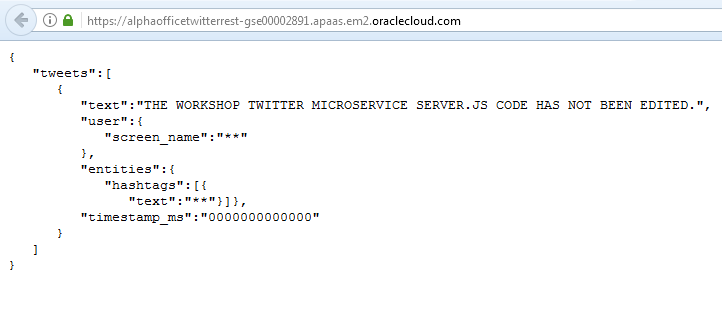 https://alphaofficetwitterrest-gse00002891.apaas.em2.oraclecloud.com
{
   "tweets":[
      {
         "text":"THE WORKSHOP TWITTER MICROSERVICE SERVER.JS CODE HAS NOT BEEN EDITED.",
         "user":{
            "screen_name":"**"
         },
         "entities":{
            "hashtags":[{
               "text":"**"}]},
         "timestamp_ms":"0000000000000"
      }
   ]
}